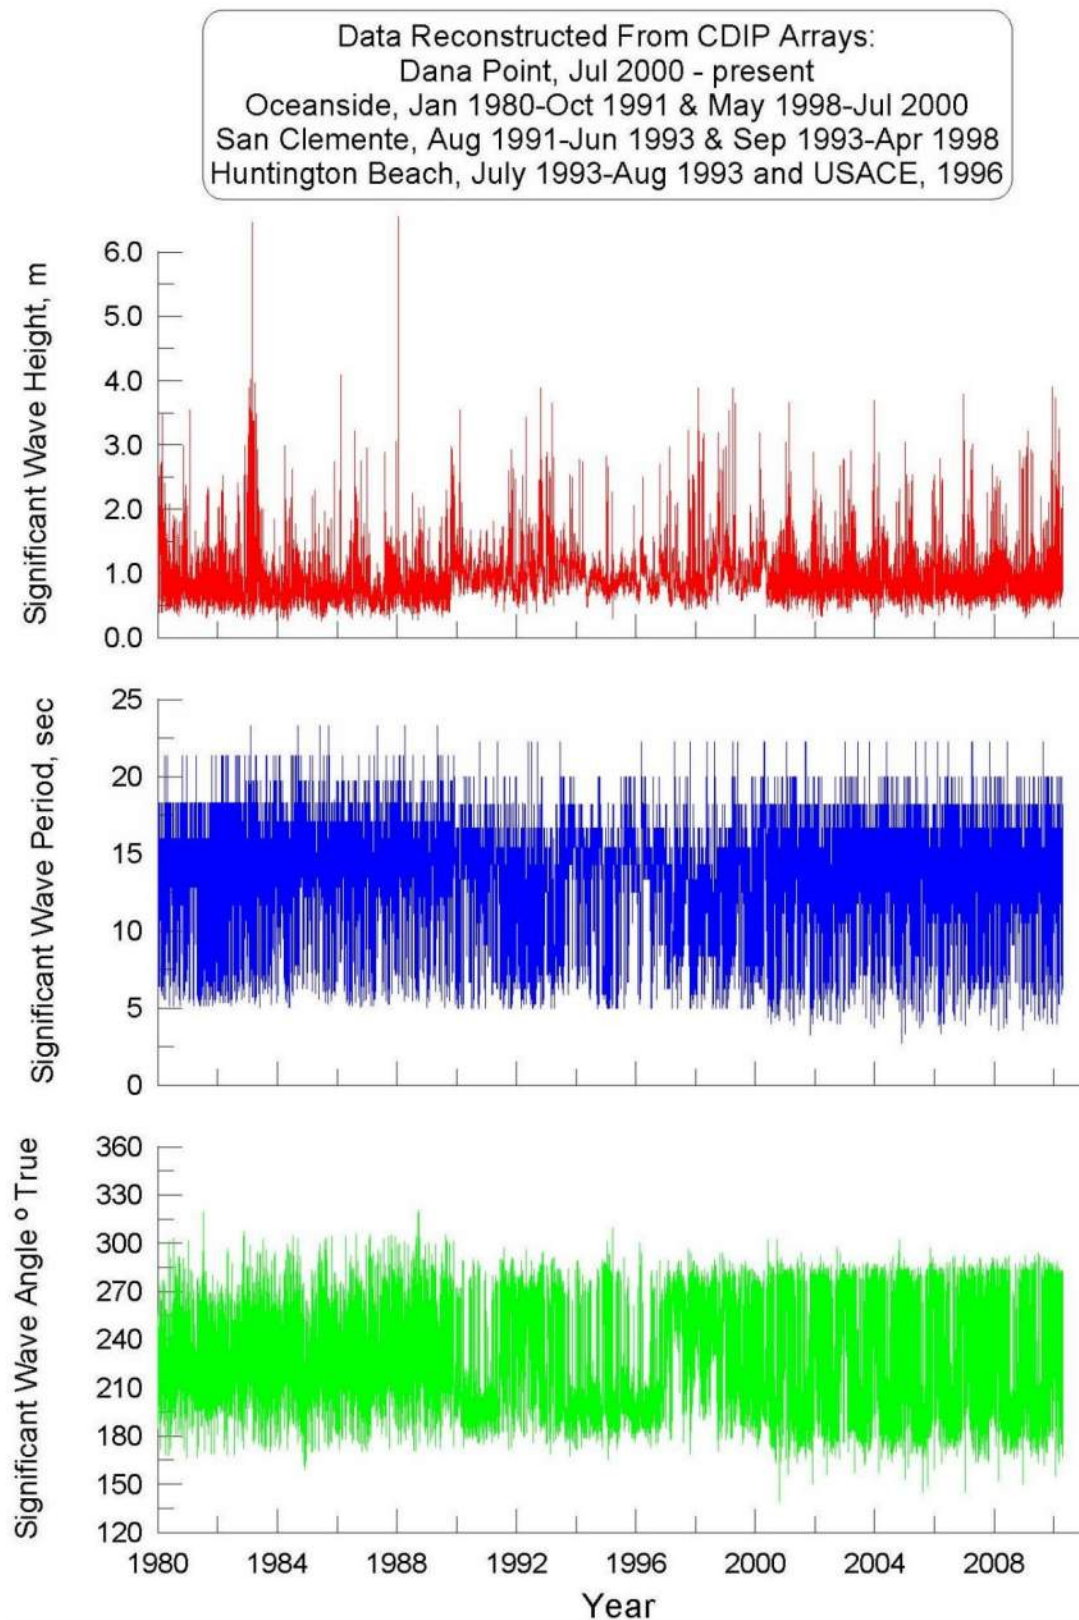 Data Reconstructed From CDIP Arrays:
Dana Point, Jul 2000 - present
Oceanside, Jan 1980-Oct 1991 & May 1998-Jul 2000
San Clemente, Aug 1991-Jun 1993 & Sep 1993-Apr 1998
Huntington Beach, July 1993-Aug 1993 and USACE, 1996
Significant Wave Height, m
6.0
5.0
4.0
3.0
2.0
1.0
0.0
Significant Wave Period, sec
25
20
15
10
5
0
Significant Wave Angle º True
360
330
300
270
240
210
180
150
120
1980 1984 1988 1992 1996 2000 2004 2008
Year